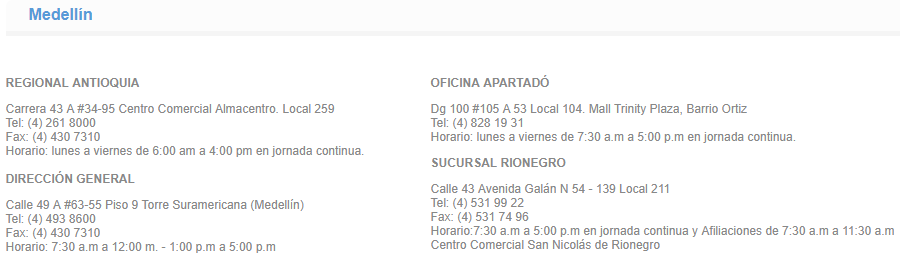 Medellín
REGIONAL ANTIOQUIA
Carrera 43 A #34-95 Centro Comercial Almacentro. Local 259
Tel: (4) 261 8000
Fax: (4) 430 7310
Horario: lunes a viernes de 6:00 am a 4:00 pm en jornada continua.
DIRECCIÓN GENERAL
Calle 49 A #63-55 Piso 9 Torre Suramericana (Medellín)
Tel: (4) 493 8600
Fax: (4) 430 7310
Horario: 7:30 a.m a 12:00 m. - 1:00 p.m a 5:00 p.m
OFICINA APARTADÓ
Dg 100 #105 A 53 Local 104. Mall Trinity Plaza, Barrio Ortiz
Tel: (4) 828 19 31
Horario: lunes a viernes de 7:30 a.m a 5:00 p.m en jornada continua.
SUCURSAL RIONEGRO
Calle 43 Avenida Galán N 54 - 139 Local 211
Tel: (4) 531 99 22
Fax: (4) 531 74 96
Horario:7:30 a.m a 5:00 p.m en jornada continua y Afiliaciones de 7:30 a.m a 11:30 a.m
Centro Comercial San Nicolás de Rionegro